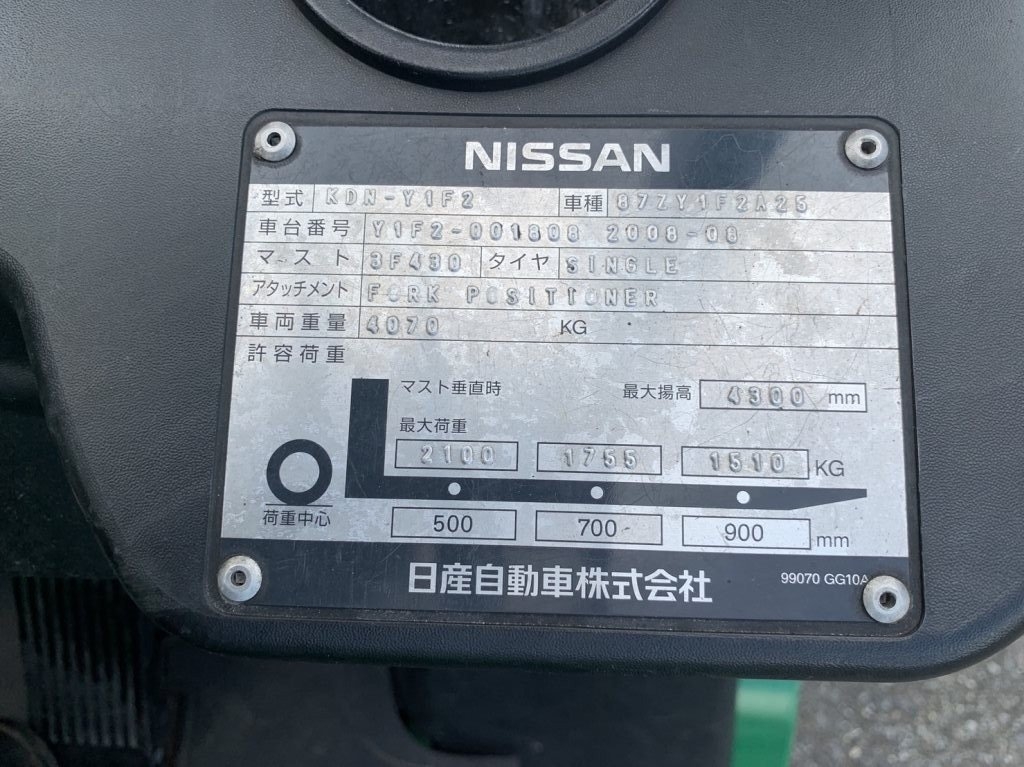 NISSAN
型式 KDN-Y1F2 車種 87ZY1F2A25
車台番号 Y1F2-001808 2008-08
マスト 3F430 タイヤ SINGLE
アタッチメント FORK POSITIONER
車両重量 4070 KG
許容荷重
マスト垂直時 最大揚高 4300 mm
最大荷重
2100 1755 1510 KG
荷重中心 500 700 900 mm
日産自動車株式会社 99070 GG10A